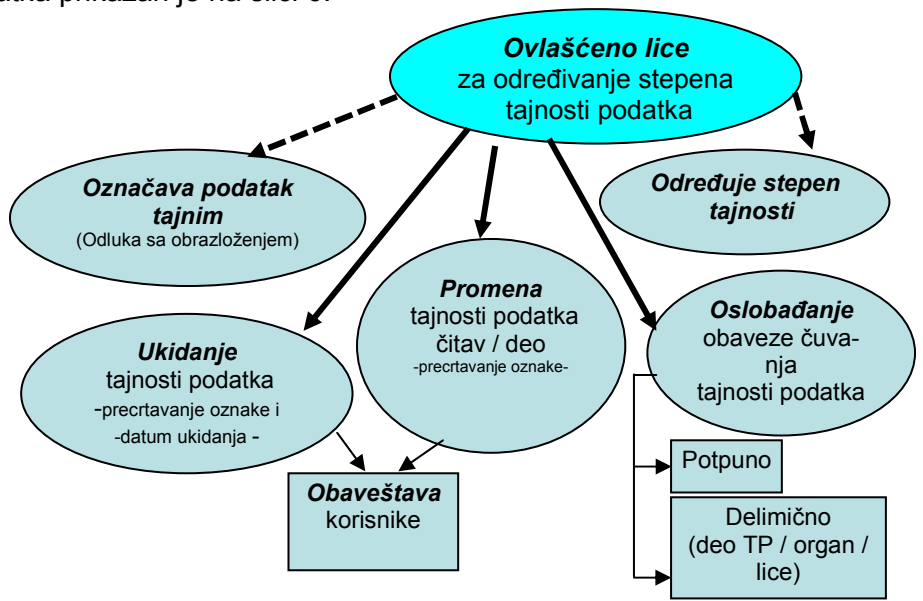 Ovlašćeno lice
za određivanje stepena
tajnosti podatka
Označava podatak
tajnim
(Odluka sa obrazloženjem)
Određuje stepen
tajnosti
Promena
tajnosti podatka
čitav / deo
-precrtavanje oznake-
Oslobađanje
obaveze čuva-
nja
tajnosti podatka
Ukidanje
tajnosti podatka
-precrtavanje oznake i
-datum ukidanja -
Obaveštava
korisnike
Potpuno
Delimično
(deo TP / organ /
lice)